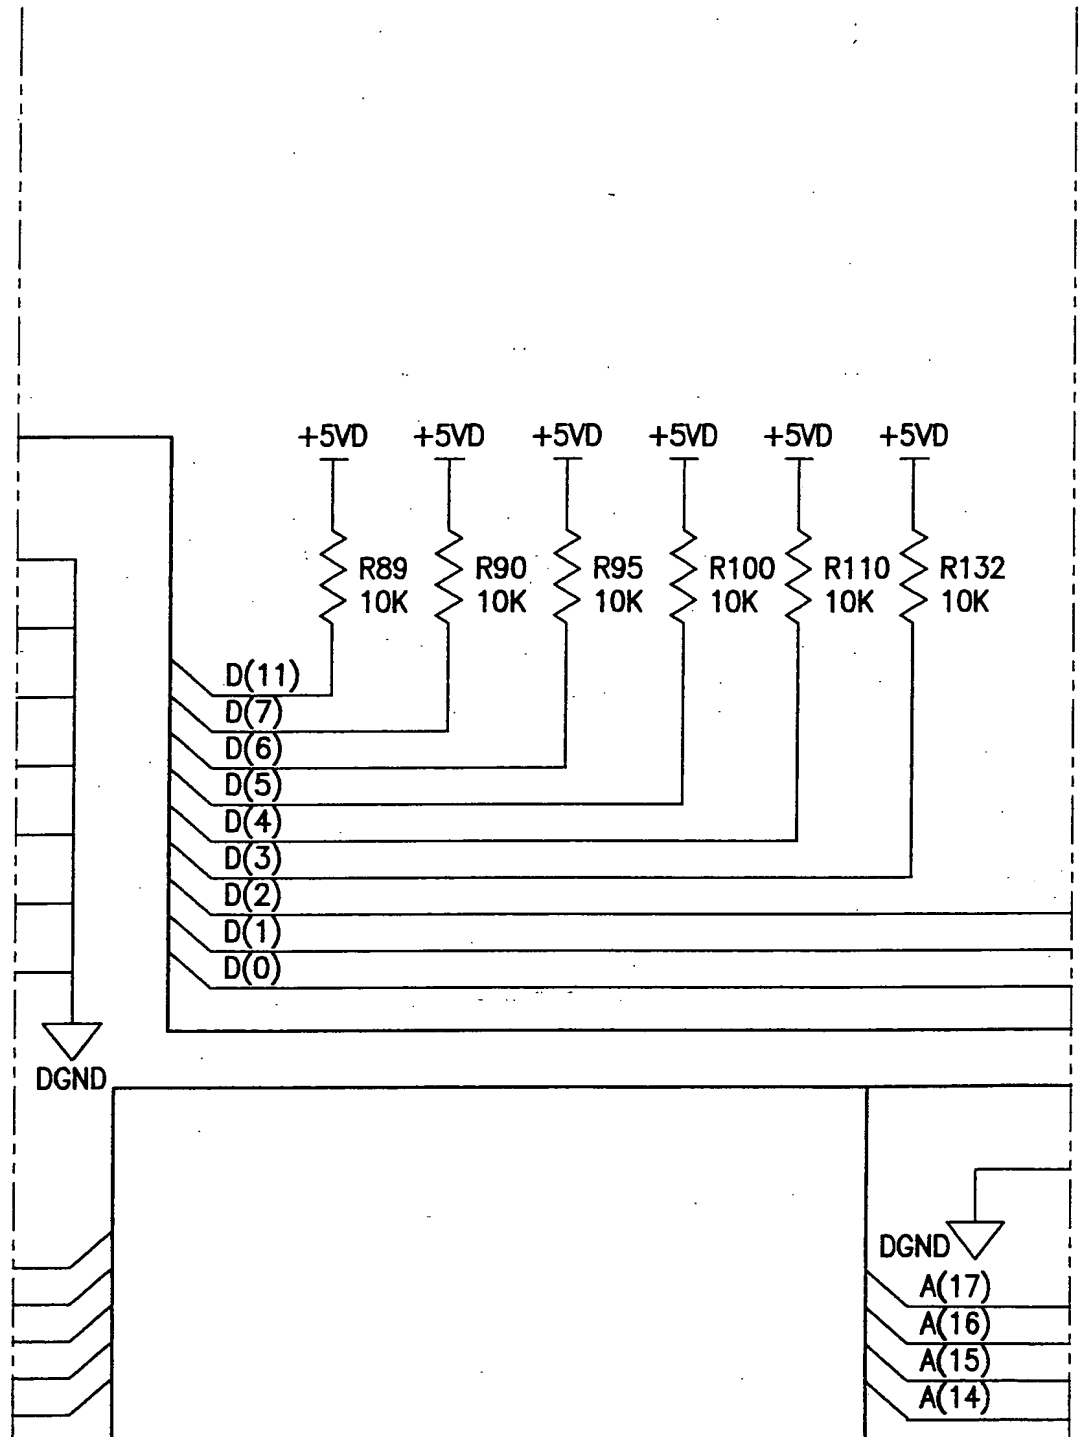 +5VD +5VD +5VD +5VD +5VD +5VD
R89 R90 R95 R100 R110 R132
10K 10K 10K 10K 10K 10K
D(11)
D(7)
D(6)
D(5)
D(4)
D(3)
D(2)
D(1)
D(0)
DGND
DGND
A(17)
A(16)
A(15)
A(14)